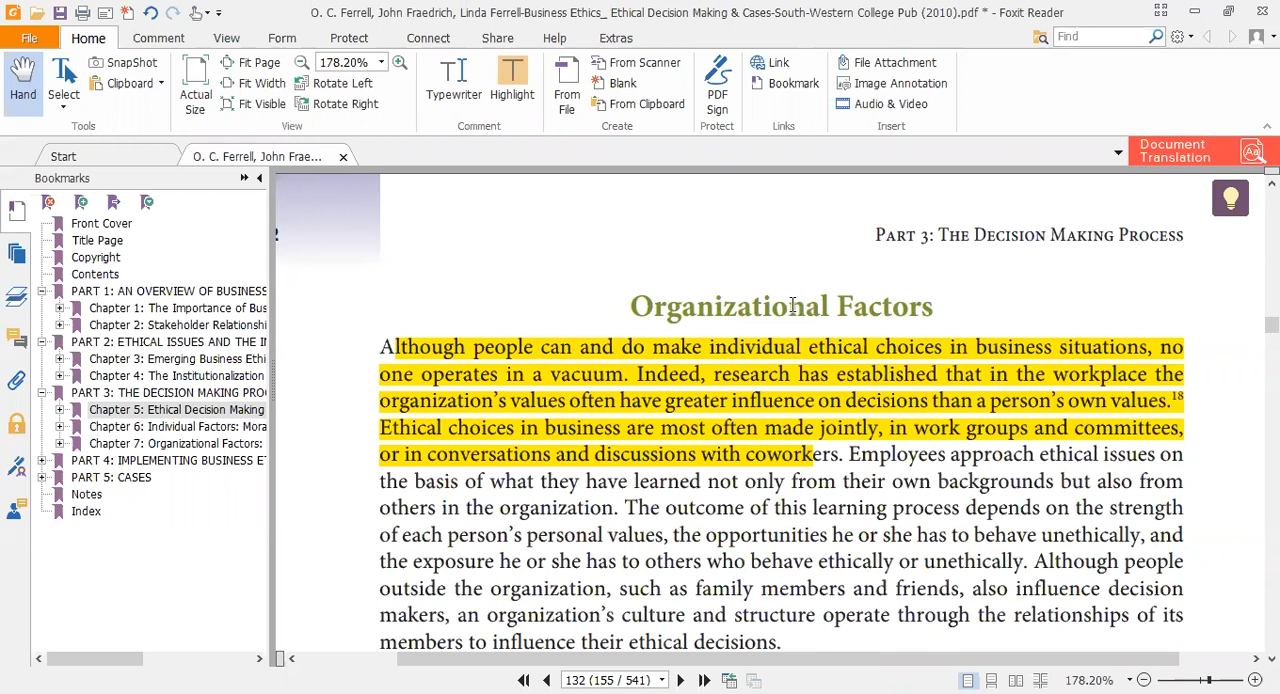 O. C. Ferrell, John Fraedrich, Linda Ferrell-Business Ethics_ Ethical Decision Making & Cases-South-Western College Pub (2010).pdf * - Foxit Reader
File Home Comment View Form Protect Connect Share Help Extras Find
Hand
Select
SnapShot
Clipboard
Tools
Actual Size
Fit Page
Fit Width
Fit Visible
178.20%
Rotate Left
Rotate Right
View
Typewriter
Highlight
Comment
From File
From Scanner
Blank
From Clipboard
Create
PDF Sign
Protect
Link
Bookmark
Links
File Attachment
Image Annotation
Audio & Video
Insert
Start
O. C. Ferrell, John Frae...
Document Translation
Bookmarks
Front Cover
Title Page
Copyright
Contents
PART 1: AN OVERVIEW OF BUSINESS
Chapter 1: The Importance of Bus
Chapter 2: Stakeholder Relationshi
PART 2: ETHICAL ISSUES AND THE I
Chapter 3: Emerging Business Ethi
Chapter 4: The Institutionalization
PART 3: THE DECISION MAKING PRO
Chapter 5: Ethical Decision Making
Chapter 6: Individual Factors: Mora
Chapter 7: Organizational Factors:
PART 4: IMPLEMENTING BUSINESS ET
PART 5: CASES
Notes
Index
2
Part 3: The Decision Making Process
Organizational Factors
Although people can and do make individual ethical choices in business situations, no
one operates in a vacuum. Indeed, research has established that in the workplace the
organization's values often have greater influence on decisions than a person's own values.18
Ethical choices in business are most often made jointly, in work groups and committees,
or in conversations and discussions with coworkers. Employees approach ethical issues on
the basis of what they have learned not only from their own backgrounds but also from
others in the organization. The outcome of this learning process depends on the strength
of each person's personal values, the opportunities he or she has to behave unethically, and
the exposure he or she has to others who behave ethically or unethically. Although people
outside the organization, such as family members and friends, also influence decision
makers, an organization's culture and structure operate through the relationships of its
members to influence their ethical decisions.
132 (155 / 541)
178.20%